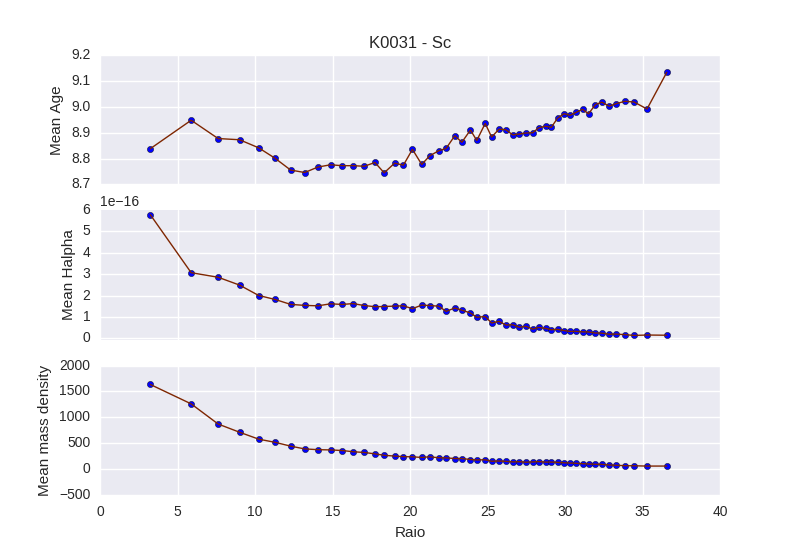 K0031 - Sc
Mean Age
9.2
9.1
9.0
8.9
8.8
8.7
1e−16
Mean Halpha
6
5
4
3
2
1
0
Mean mass density
2000
1500
1000
500
0
−500
0 5 10 15 20 25 30 35 40
Raio